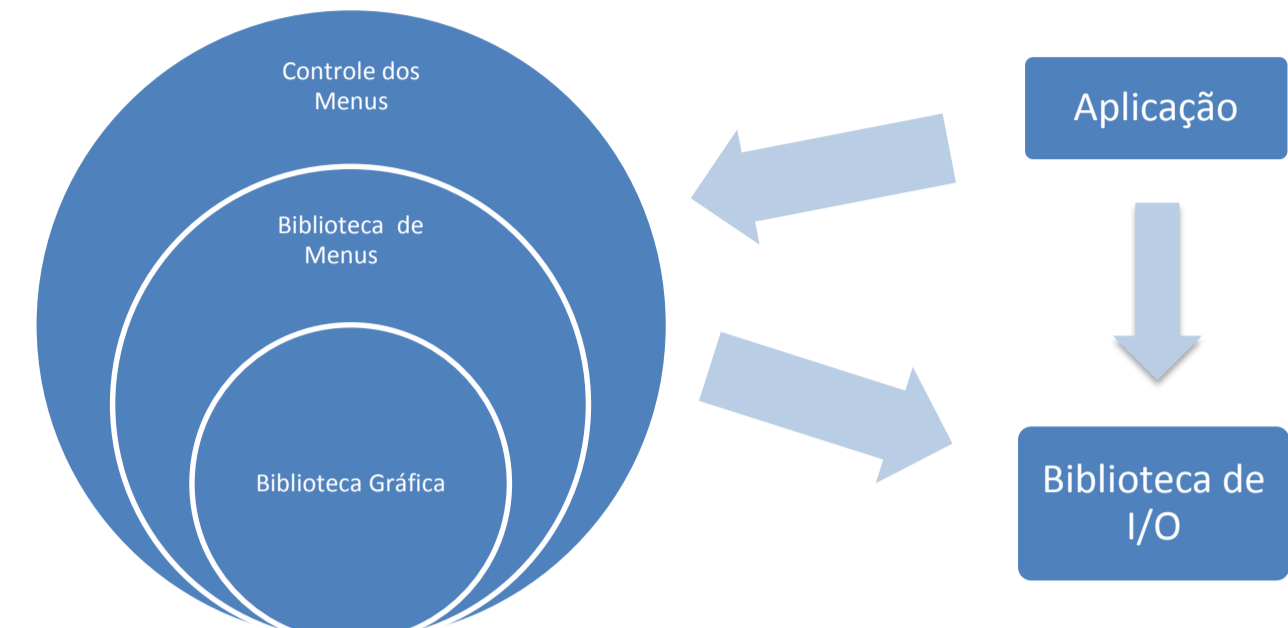 Controle dos
Menus
Biblioteca de
Menus
Biblioteca Gráfica
Aplicação
Biblioteca de
I/O